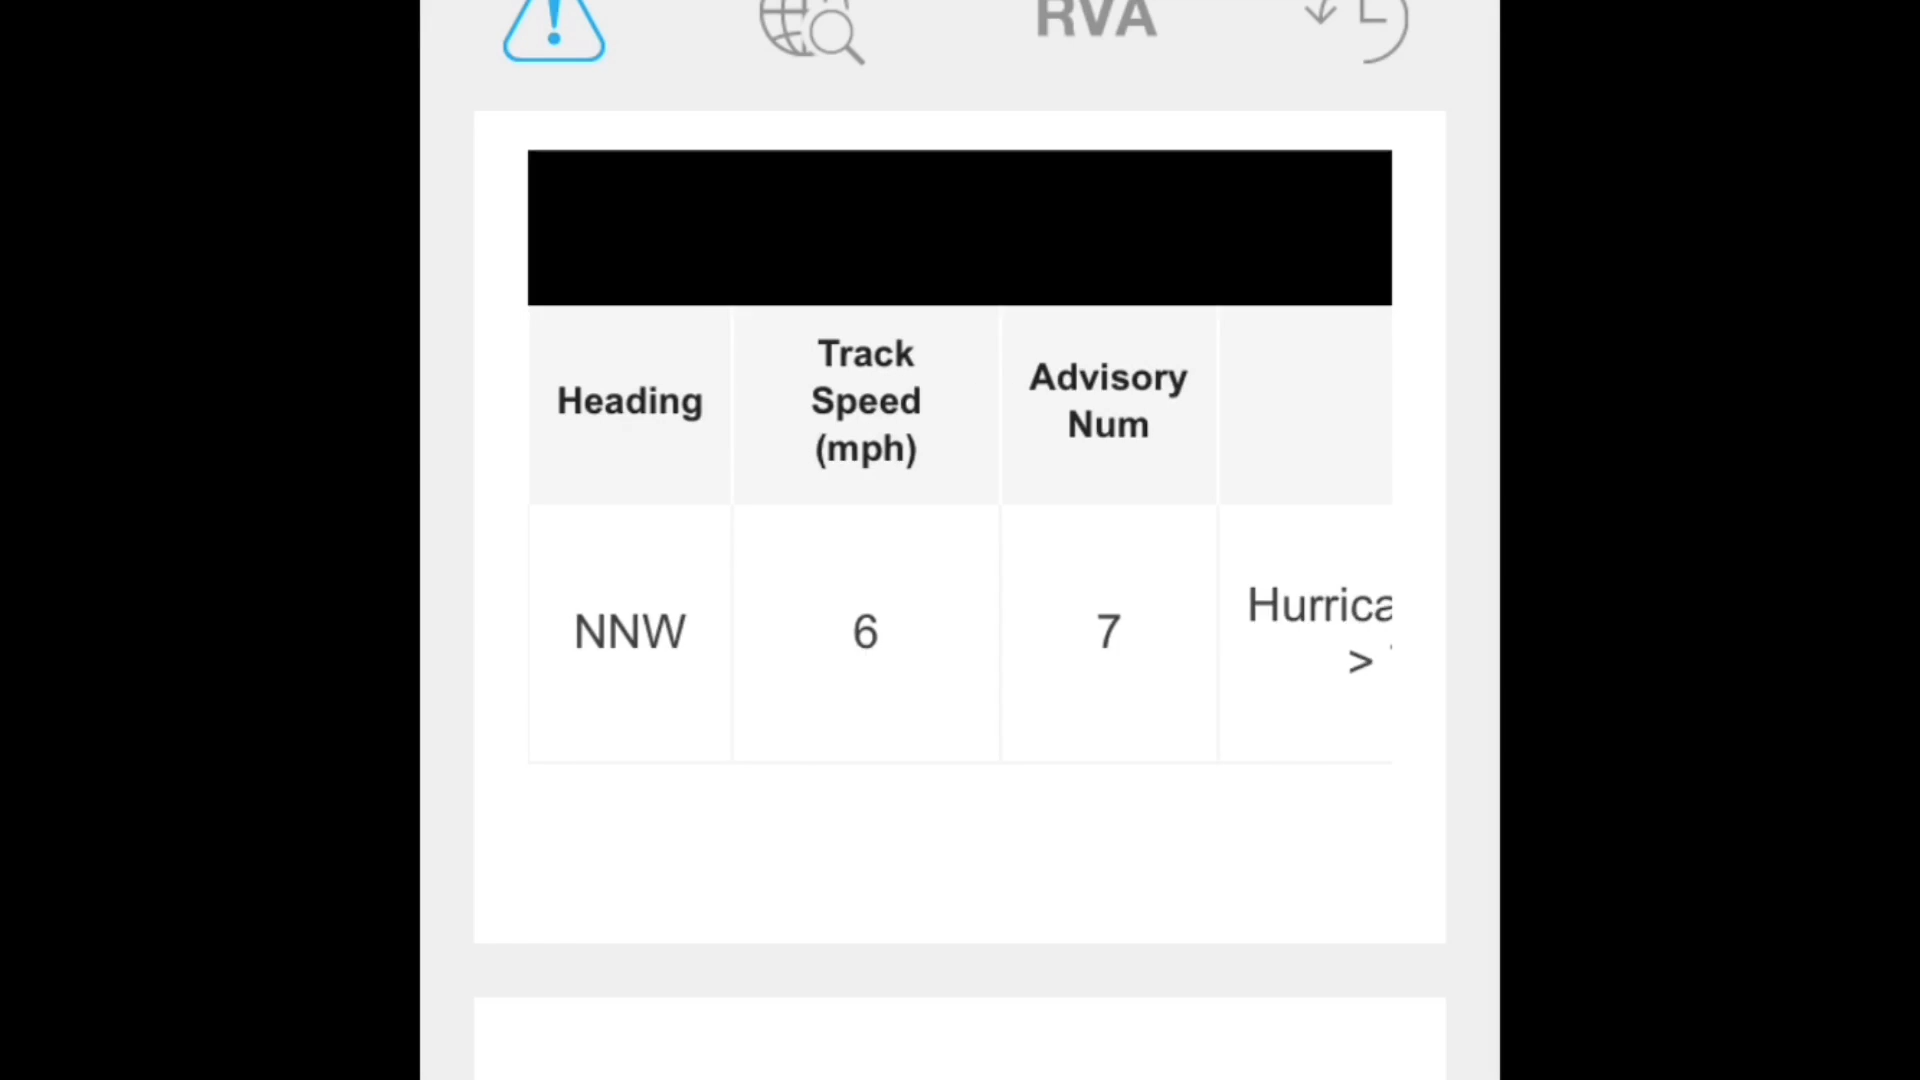 RVA
Heading
Track
Speed
(mph)
Advisory
Num
NNW
6
7
Hurrica
>